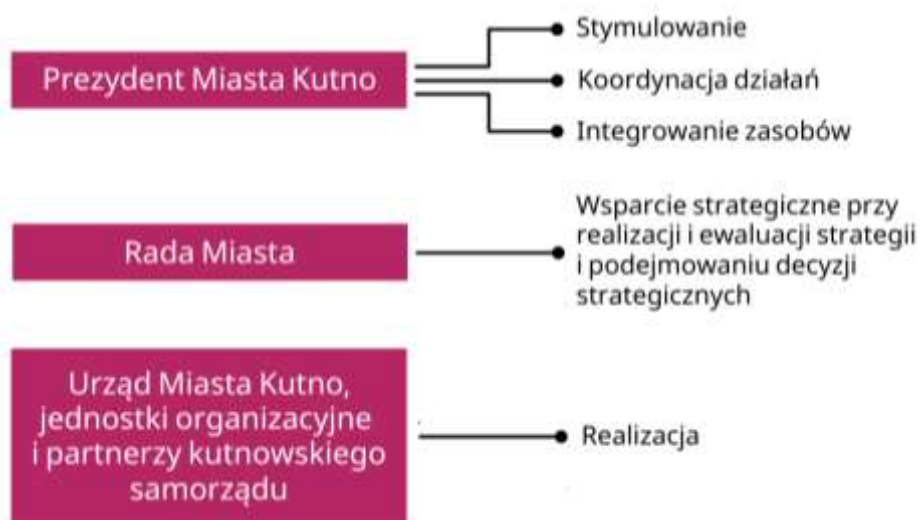 Prezydent Miasta Kutno
Stymulowanie
Koordynacja działań
Integrowanie zasobów
Rada Miasta
Wsparcie strategiczne przy
realizacji i ewaluacji strategii
i podejmowaniu decyzji
strategicznych
Urząd Miasta Kutno,
jednostki organizacyjne
i partnerzy kutnowskiego
samorządu
Realizacja